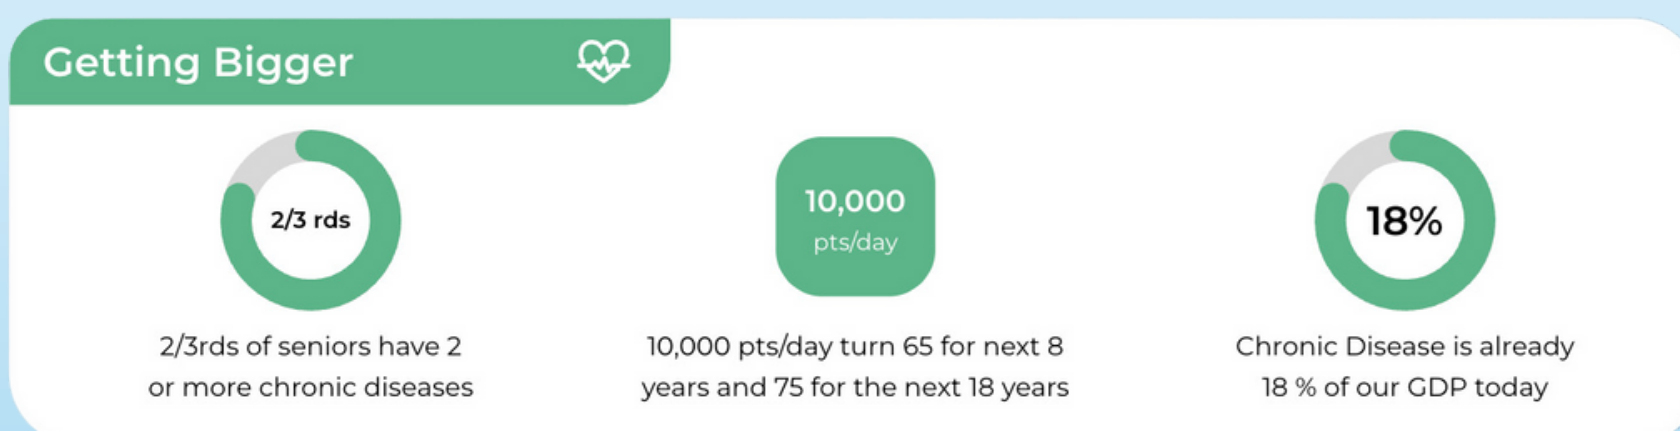 Getting Bigger
2/3 rds
10,000
pts/day
18%
2/3rds of seniors have 2
or more chronic diseases
10,000 pts/day turn 65 for next 8
years and 75 for the next 18 years
Chronic Disease is already
18 % of our GDP today